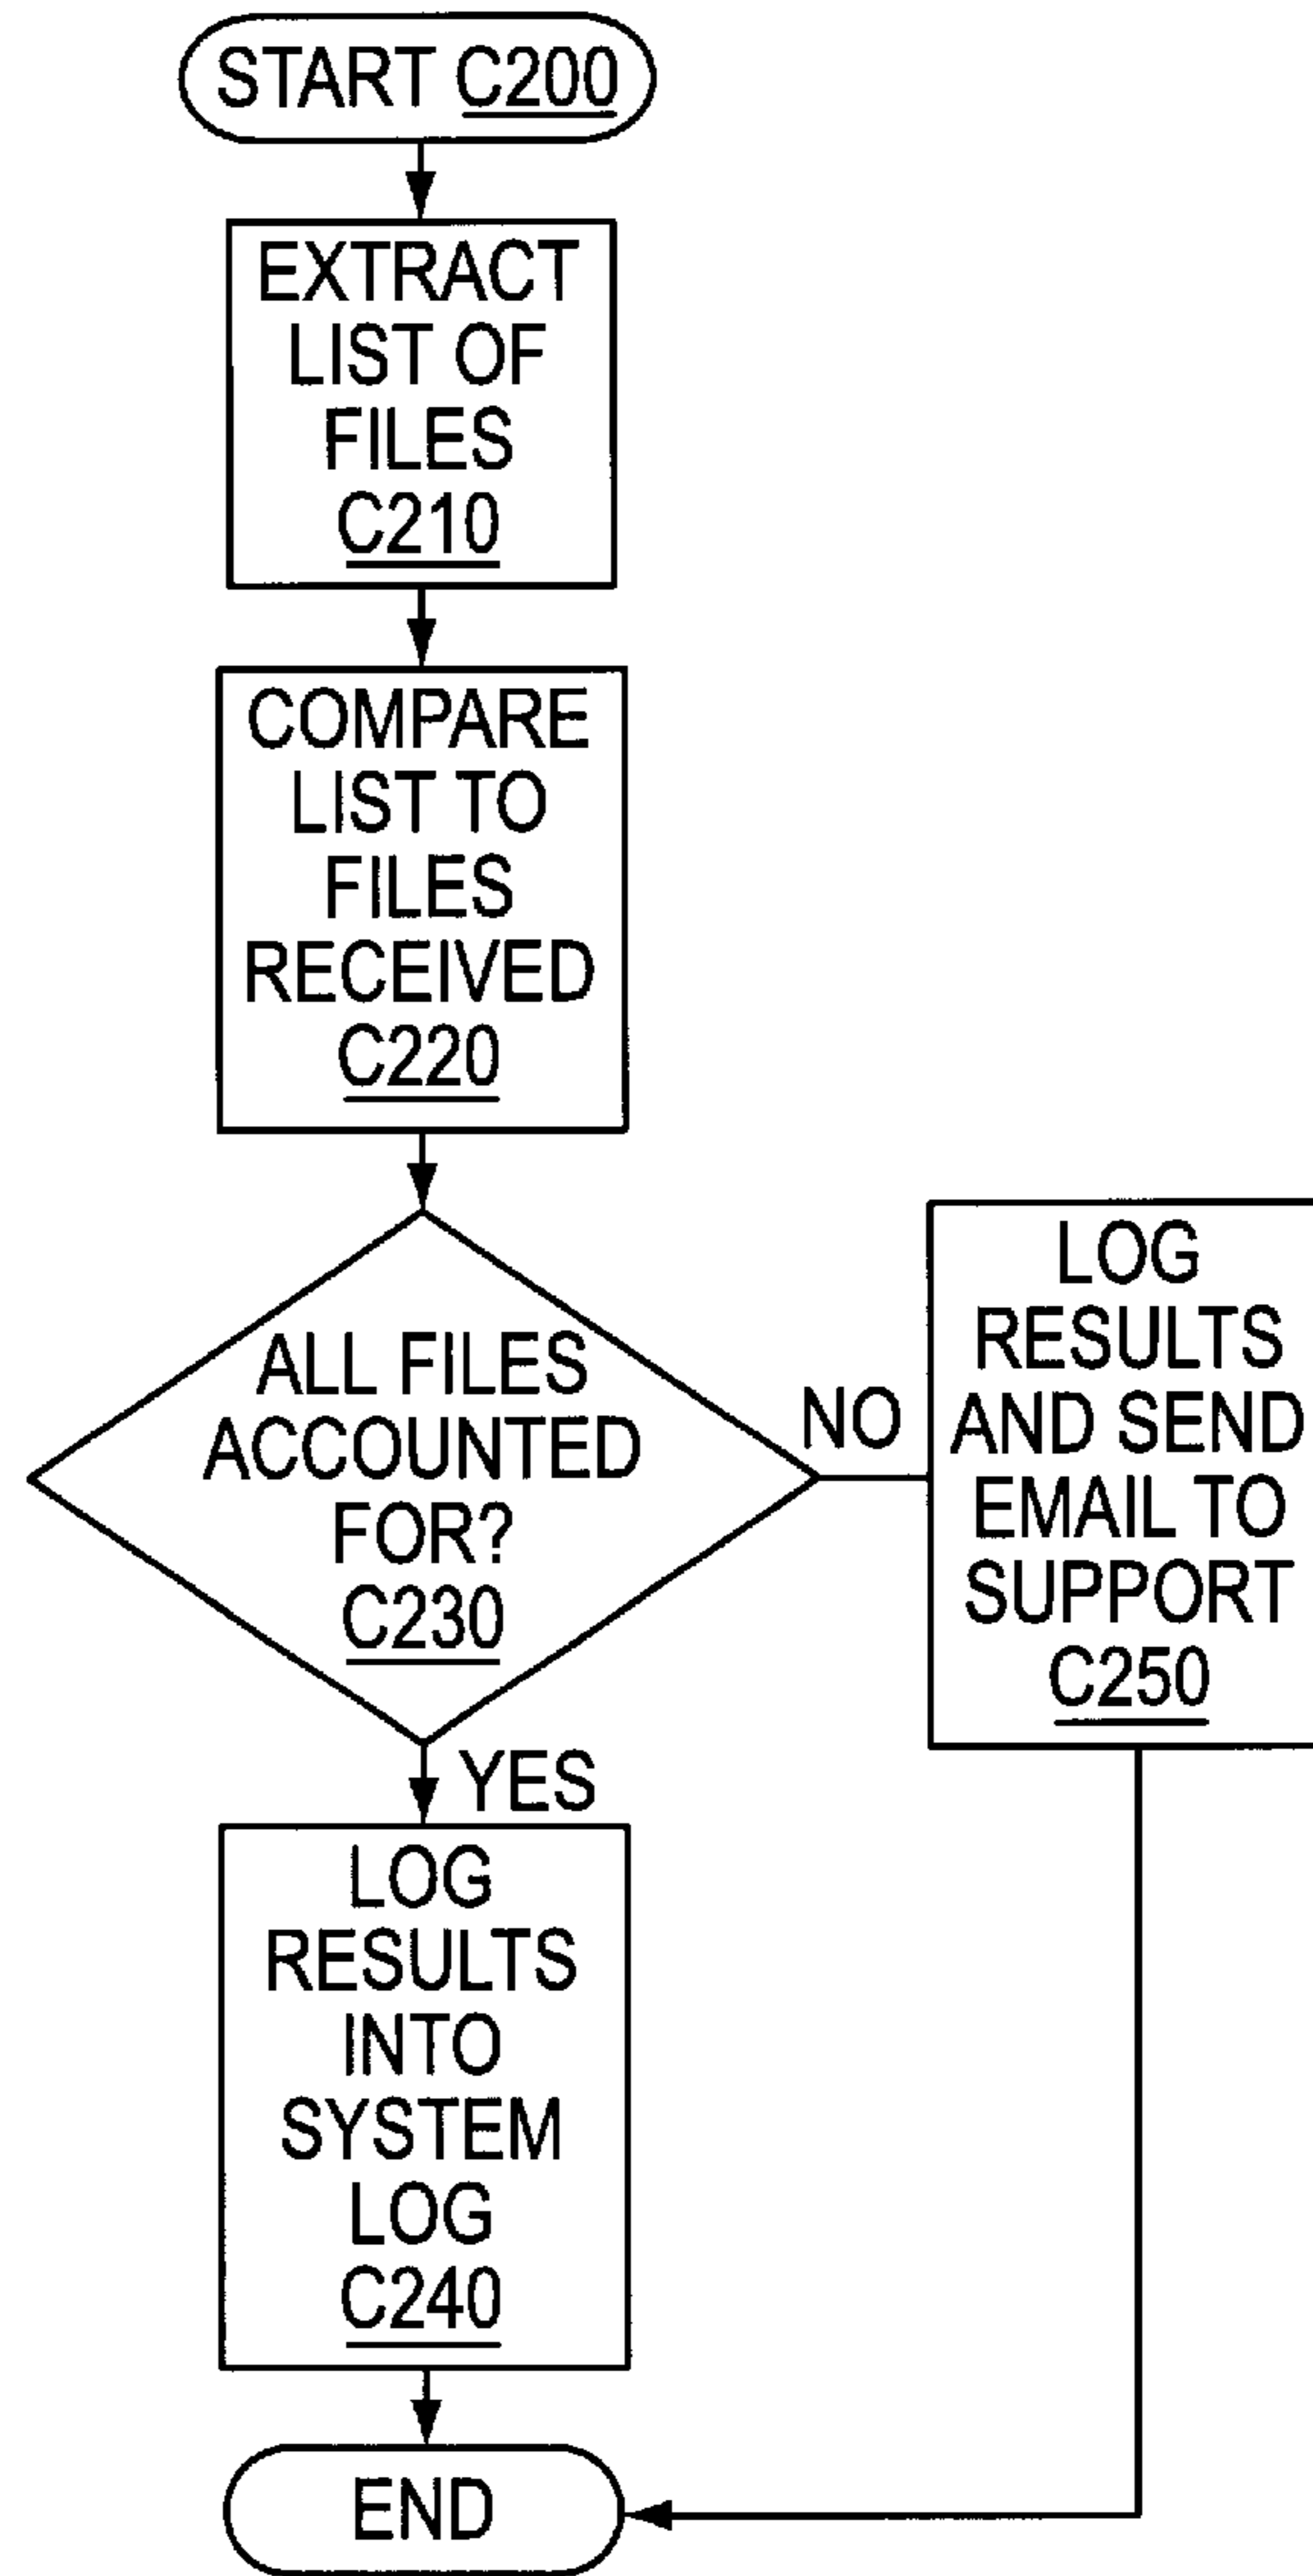 START C200
EXTRACT
LIST OF
FILES
C210
COMPARE
LIST TO
FILES
RECEIVED
C220
ALL FILES
ACCOUNTED
FOR?
C230
NO
LOG
RESULTS
AND SEND
EMAIL TO
SUPPORT
C250
YES
LOG
RESULTS
INTO
SYSTEM
LOG
C240
END